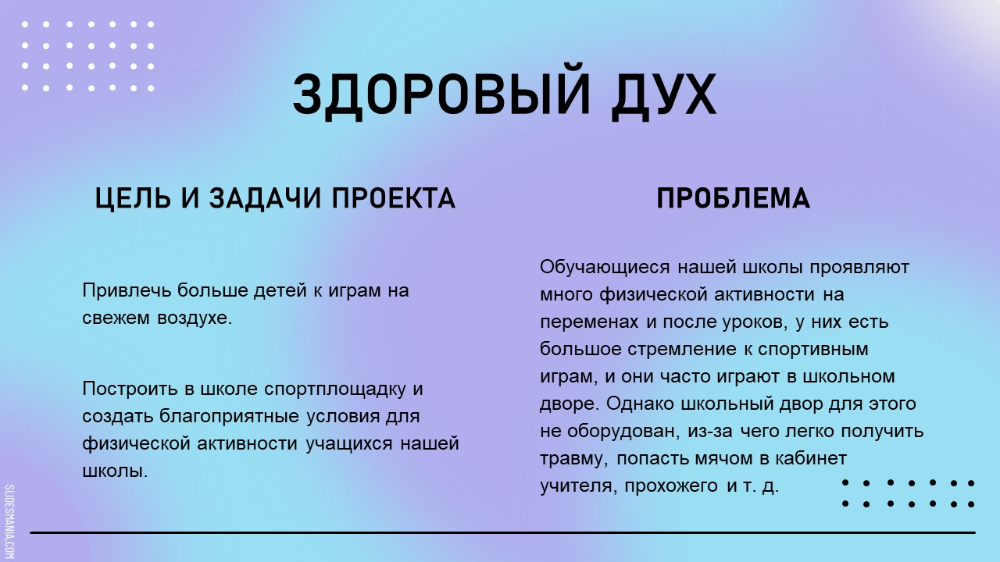 ЗДОРОВЫЙ ДУХ
ЦЕЛЬ И ЗАДАЧИ ПРОЕКТА
Привлечь больше детей к играм на
свежем воздухе.
Построить в школе спортплощадку и
создать благоприятные условия для
физической активности учащихся нашей
школы.
ПРОБЛЕМА
Обучающиеся нашей школы проявляют
много физической активности на
переменах и после уроков, у них есть
большое стремление к спортивным
играм, и они часто играют в школьном
дворе. Однако школьный двор для этого
не оборудован, из-за чего легко получить
травму, попасть мячом в кабинет
учителя, прохожего и т. д.
SLIDESMANIA.COM